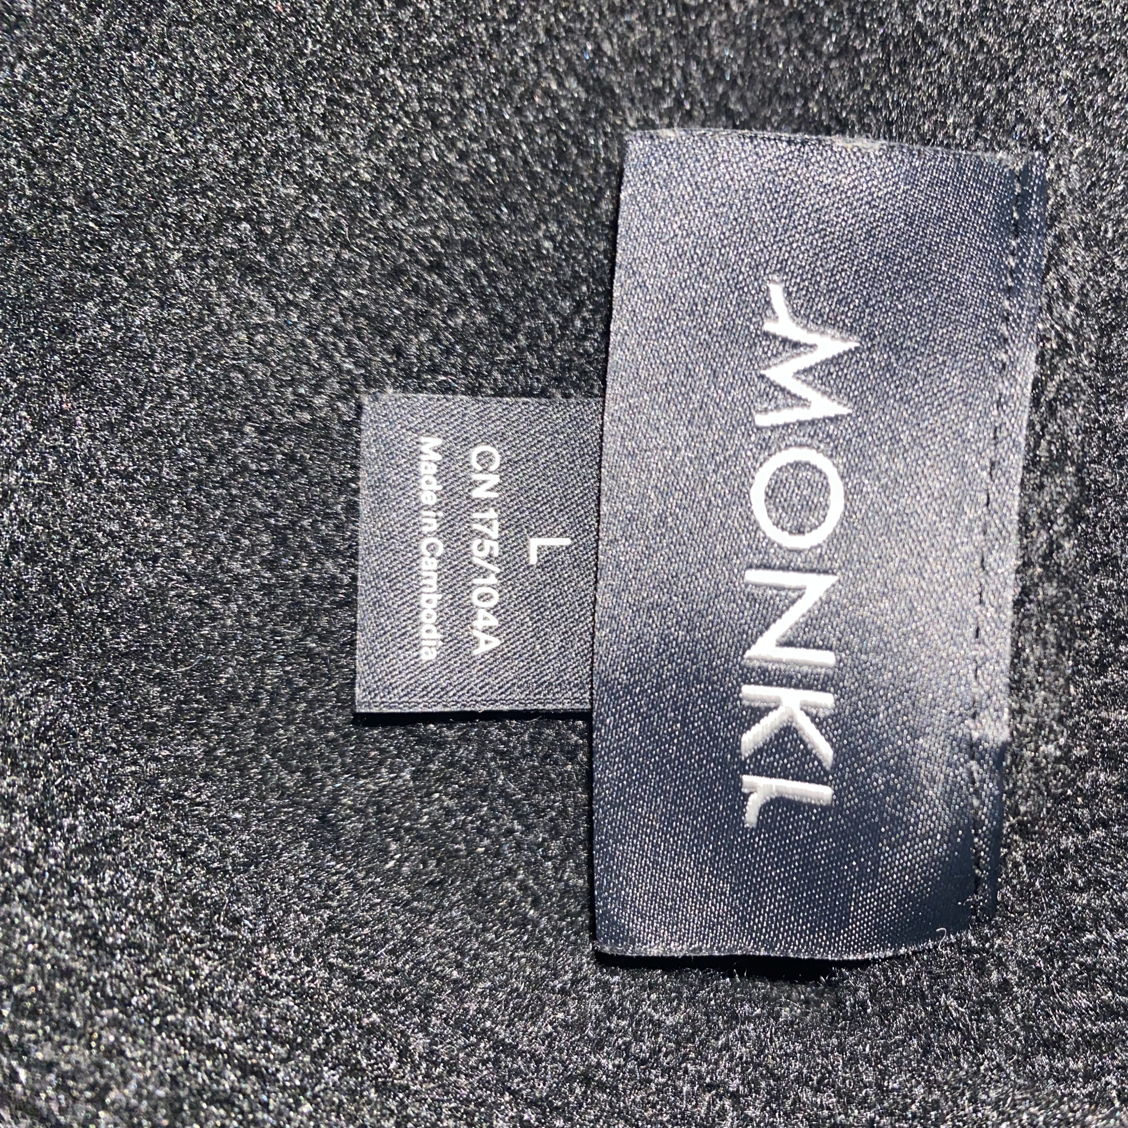 MONKI
L
CN 175/104A
Made in Cambodia